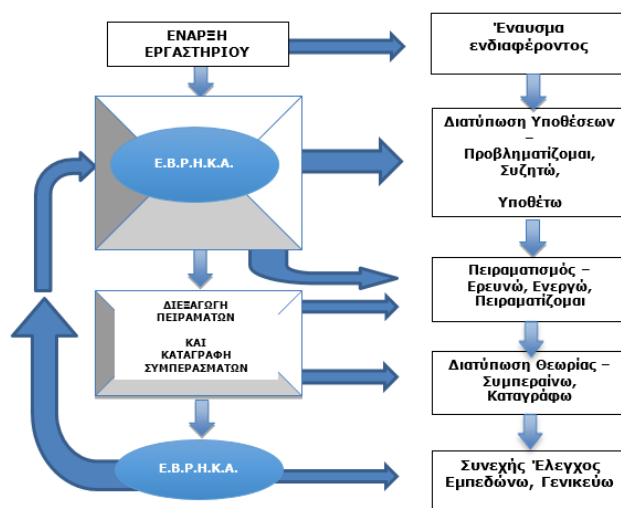 ΕΝΑΡΞΗ
ΕΡΓΑΣΤΗΡΙΟΥ
Έναυσμα
ενδιαφέροντος
Ε.Β.Ρ.Η.Κ.Α.
Διατύπωση Υποθέσεων
–
Προβληματίζομαι,
Συζητώ,
Υποθέτω
Πειραματισμός –
Ερευνώ, Ενεργώ,
Πειραματίζομαι
ΔΙΕΞΑΓΩΓΗ
ΠΕΙΡΑΜΑΤΩΝ
ΚΑΙ
ΚΑΤΑΓΡΑΦΗ
ΣΥΜΠΕΡΑΣΜΑΤΩΝ
Διατύπωση Θεωρίας –
Συμπεραίνω,
Καταγράφω
Ε.Β.Ρ.Η.Κ.Α.
Συνεχής Έλεγχος
Εμπεδώνω, Γενικεύω